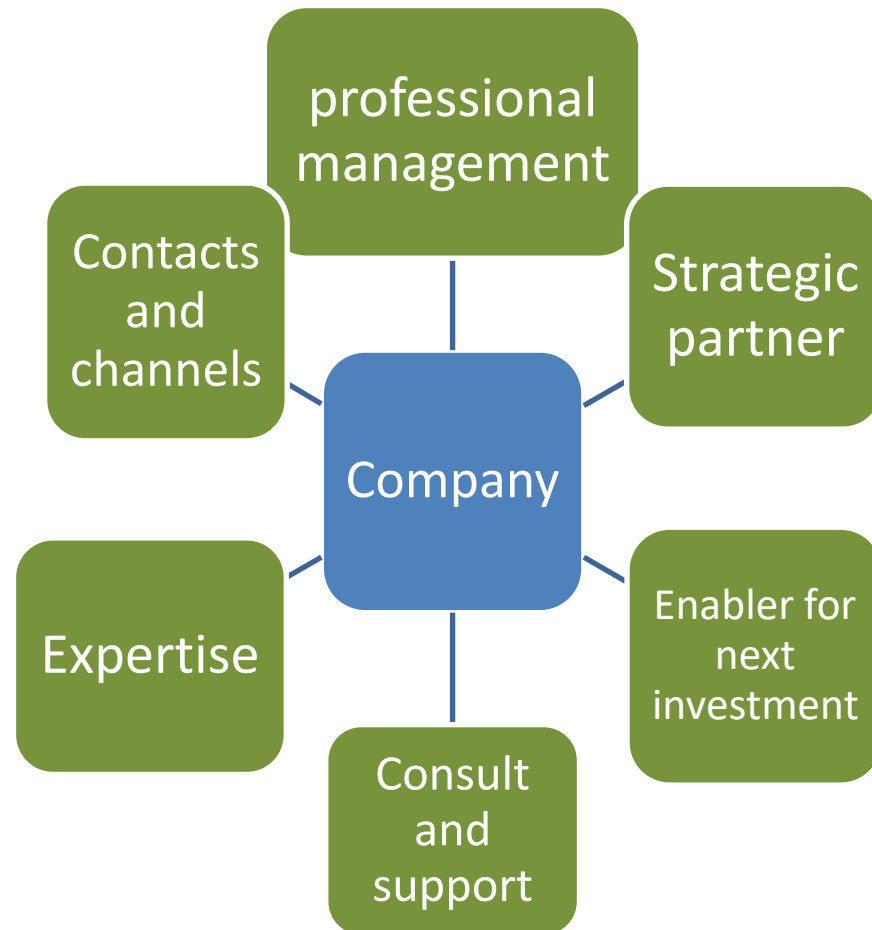 professional
management
Contacts
and
channels
Strategic
partner
Company
Expertise
Enabler for
next
investment
Consult
and
support